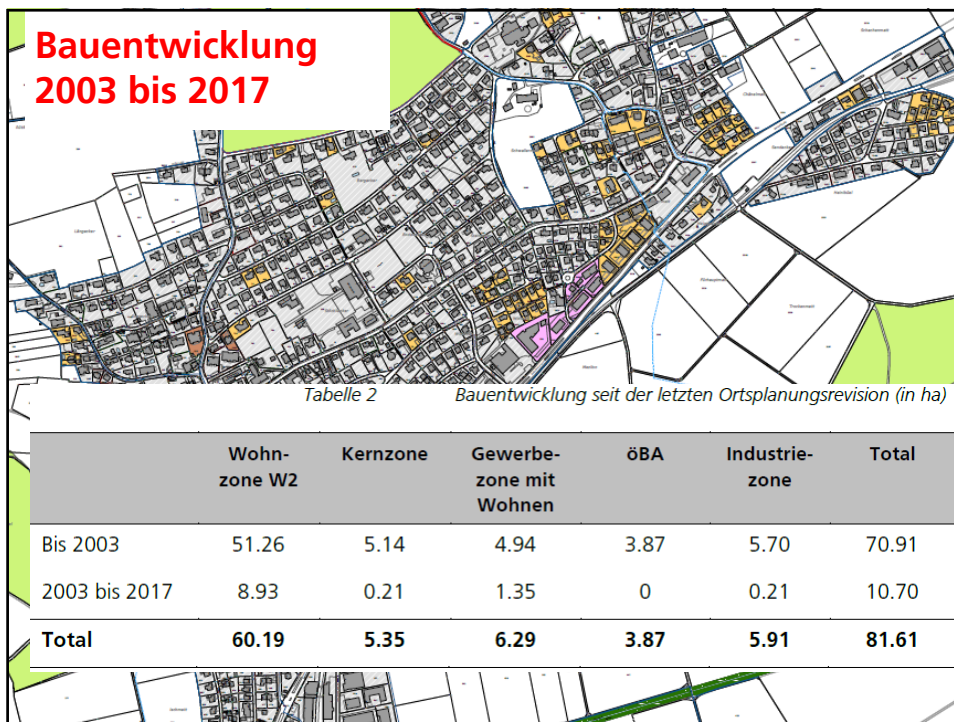 Bauentwicklung
2003 bis 2017
Tabelle 2 Bauentwicklung seit der letzten Ortsplanungsrevision (in ha)
Wohn-zone W2 Kernzone Gewerbe-zone mit Wohnen öBA Industrie-zone Total
Bis 2003 51.26 5.14 4.94 3.87 5.70 70.91
2003 bis 2017 8.93 0.21 1.35 0 0.21 10.70
Total 60.19 5.35 6.29 3.87 5.91 81.61